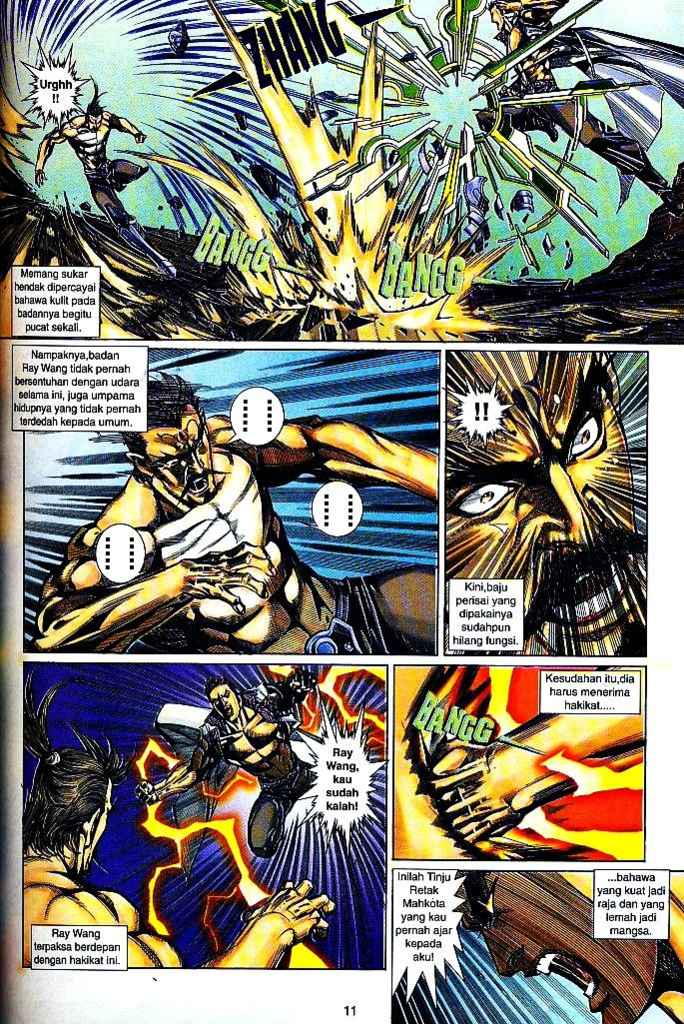 ZHANG
Urghh
!!
BANGG
BANGG
Memang sukar
hendak dipercayai
bahawa kulit pada
badannya begitu
pucat sekali.
Nampaknya,badan
Ray Wang tidak pernah
bersentuhan dengan udara
selama ini, juga umpama
hidupnya yang tidak pernah
terdedah kepada umum.
!!
Kini,baju
perisai yang
dipakainya
sudahpun
hilang fungsi.
Ray
Wang,
kau
sudah
kalah!
Ray Wang
terpaksa berdepan
dengan hakikat ini.
Kesudahan itu,dia
harus menerima
hakikat.....
BANGG
Inilah Tinju
Retak
Mahkota
yang kau
pernah ajar
kepada
aku!
...bahawa
yang kuat jadi
raja dan yang
lemah jadi
mangsa.
11